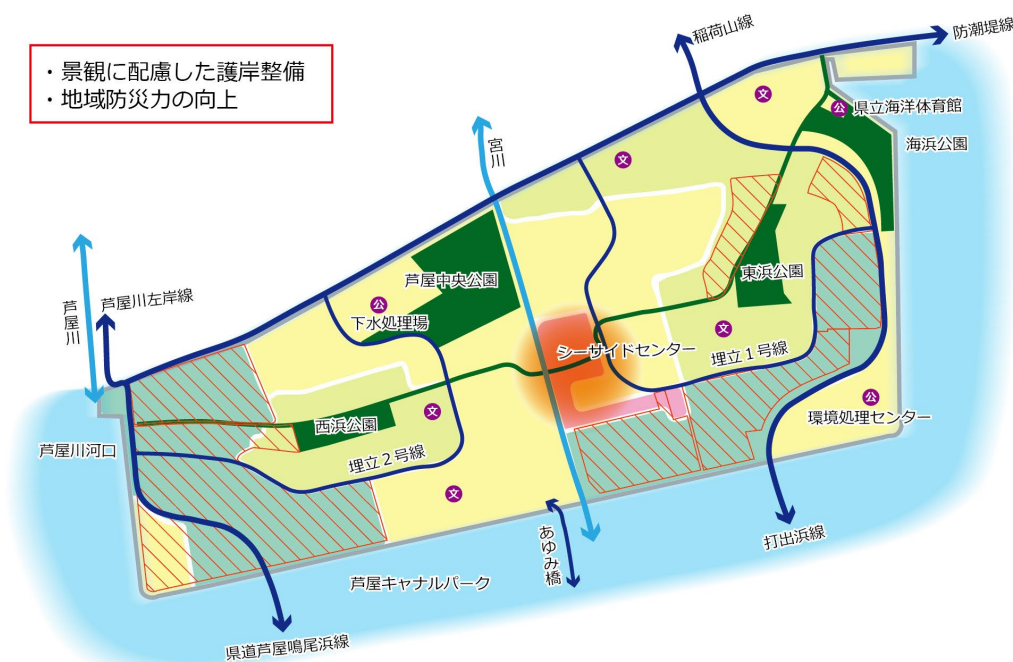 ・景観に配慮した護岸整備
・地域防災力の向上
稲荷山線
防潮堤線
文
公
県立海洋体育館
海浜公園
宮川
文
芦屋川
芦屋川左岸線
芦屋中央公園
公
下水処理場
東浜公園
文
シーサイドセンター
埋立1号線
西浜公園
文
公
環境処理センター
芦屋川河口
埋立2号線
文
あゆみ橋
打出浜線
芦屋キャナルパーク
県道芦屋鳴尾浜線